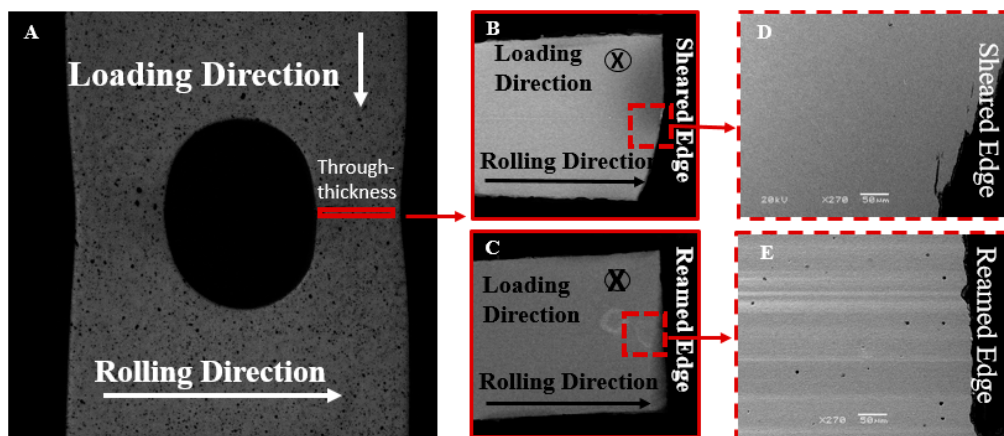 A
Loading Direction
Through-
thickness
Rolling Direction
B
Loading
Direction
Rolling Direction
Sheared Edge
C
Loading
Direction
Rolling Direction
Reamed Edge
D
Sheared Edge
20kV X270 50μm
E
Reamed Edge
X270 50μm